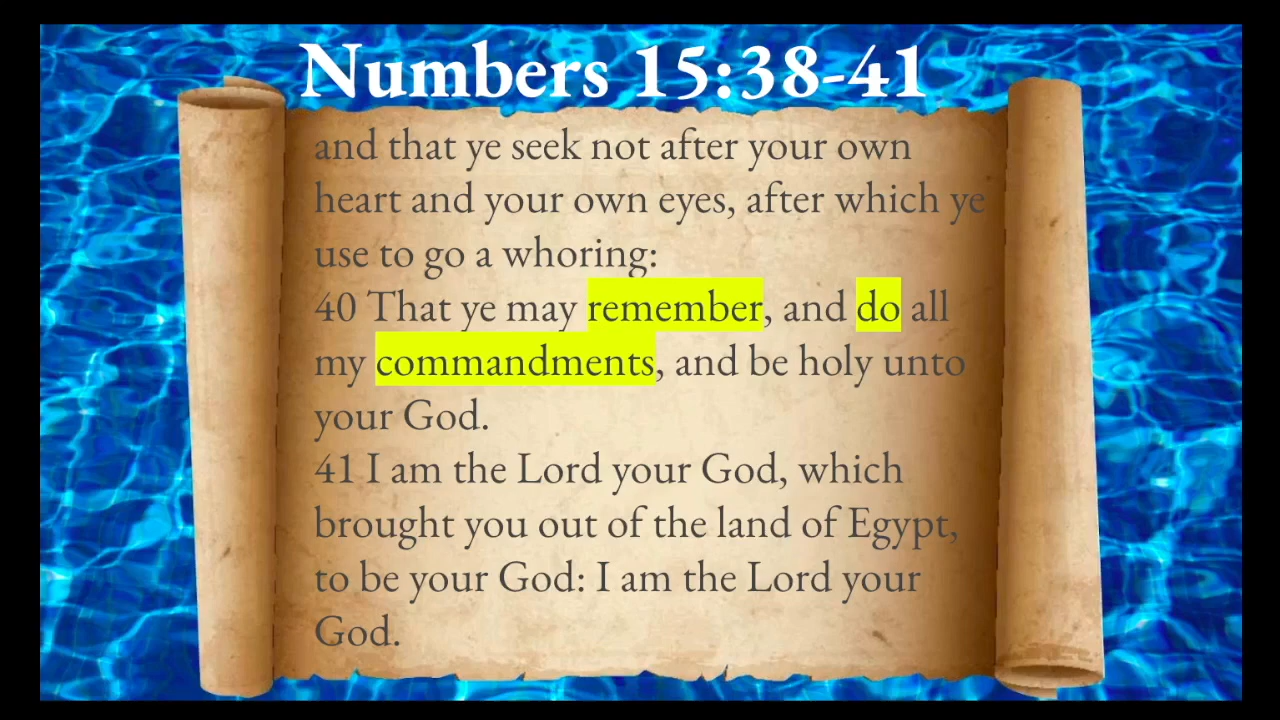 Numbers 15:38-41
and that ye seek not after your own
heart and your own eyes, after which ye
use to go a whoring:
40 That ye may remember, and do all
my commandments, and be holy unto
your God.
41 I am the Lord your God, which
brought you out of the land of Egypt,
to be your God: I am the Lord your
God.